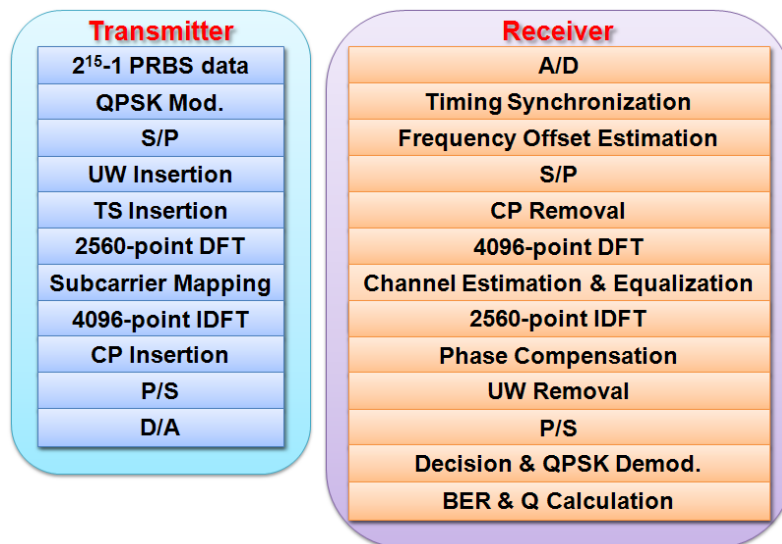 Transmitter
2¹⁵-1 PRBS data
QPSK Mod.
S/P
UW Insertion
TS Insertion
2560-point DFT
Subcarrier Mapping
4096-point IDFT
CP Insertion
P/S
D/A
Receiver
A/D
Timing Synchronization
Frequency Offset Estimation
S/P
CP Removal
4096-point DFT
Channel Estimation & Equalization
2560-point IDFT
Phase Compensation
UW Removal
P/S
Decision & QPSK Demod.
BER & Q Calculation